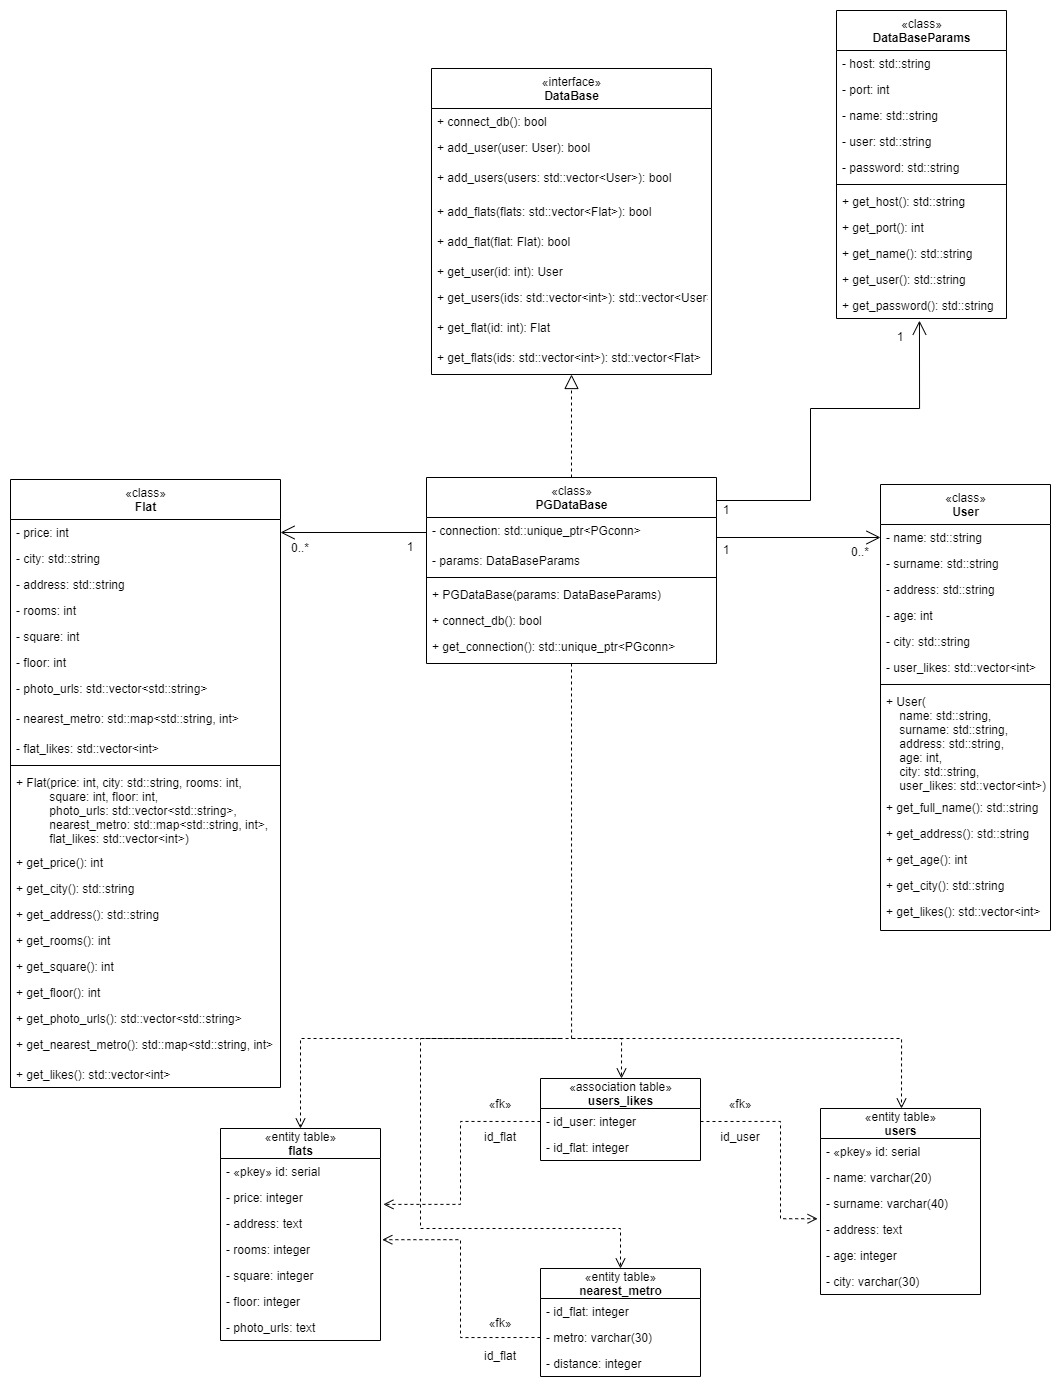 «class»
DataBaseParams
- host: std::string
- port: int
- name: std::string
- user: std::string
- password: std::string
+ get_host(): std::string
+ get_port(): int
+ get_name(): std::string
+ get_user(): std::string
+ get_password(): std::string
«interface»
DataBase
+ connect_db(): bool
+ add_user(user: User): bool
+ add_users(users: std::vector<User>): bool
+ add_flats(flats: std::vector<Flat>): bool
+ add_flat(flat: Flat): bool
+ get_user(id: int): User
+ get_users(ids: std::vector<int>): std::vector<User
+ get_flat(id: int): Flat
+ get_flats(ids: std::vector<int>): std::vector<Flat>
1
«class»
Flat
- price: int
- city: std::string
- address: std::string
- rooms: int
- square: int
- floor: int
- photo_urls: std::vector<std::string>
- nearest_metro: std::map<std::string, int>
- flat_likes: std::vector<int>
+ Flat(price: int, city: std::string, rooms: int,
square: int, floor: int,
photo_urls: std::vector<std::string>,
nearest_metro: std::map<std::string, int>,
flat_likes: std::vector<int>)
+ get_price(): int
+ get_city(): std::string
+ get_address(): std::string
+ get_rooms(): int
+ get_square(): int
+ get_floor(): int
+ get_photo_urls(): std::vector<std::string>
+ get_nearest_metro(): std::map<std::string, int>
+ get_likes(): std::vector<int>
0..*
1
«class»
PGDataBase
- connection: std::unique_ptr<PGconn>
- params: DataBaseParams
+ PGDataBase(params: DataBaseParams)
+ connect_db(): bool
+ get_connection(): std::unique_ptr<PGconn>
1
1
0..*
«class»
User
- name: std::string
- surname: std::string
- address: std::string
- age: int
- city: std::string
- user_likes: std::vector<int>
+ User(
name: std::string,
surname: std::string,
address: std::string,
age: int,
city: std::string,
user_likes: std::vector<int>)
+ get_full_name(): std::string
+ get_address(): std::string
+ get_age(): int
+ get_city(): std::string
+ get_likes(): std::vector<int>
«association table»
users_likes
- id_user: integer
- id_flat: integer
«fk»
id_flat
«fk»
id_user
«entity table»
users
- «pkey» id: serial
- name: varchar(20)
- surname: varchar(40)
- address: text
- age: integer
- city: varchar(30)
«entity table»
flats
- «pkey» id: serial
- price: integer
- address: text
- rooms: integer
- square: integer
- floor: integer
- photo_urls: text
«entity table»
nearest_metro
- id_flat: integer
- metro: varchar(30)
- distance: integer
«fk»
id_flat